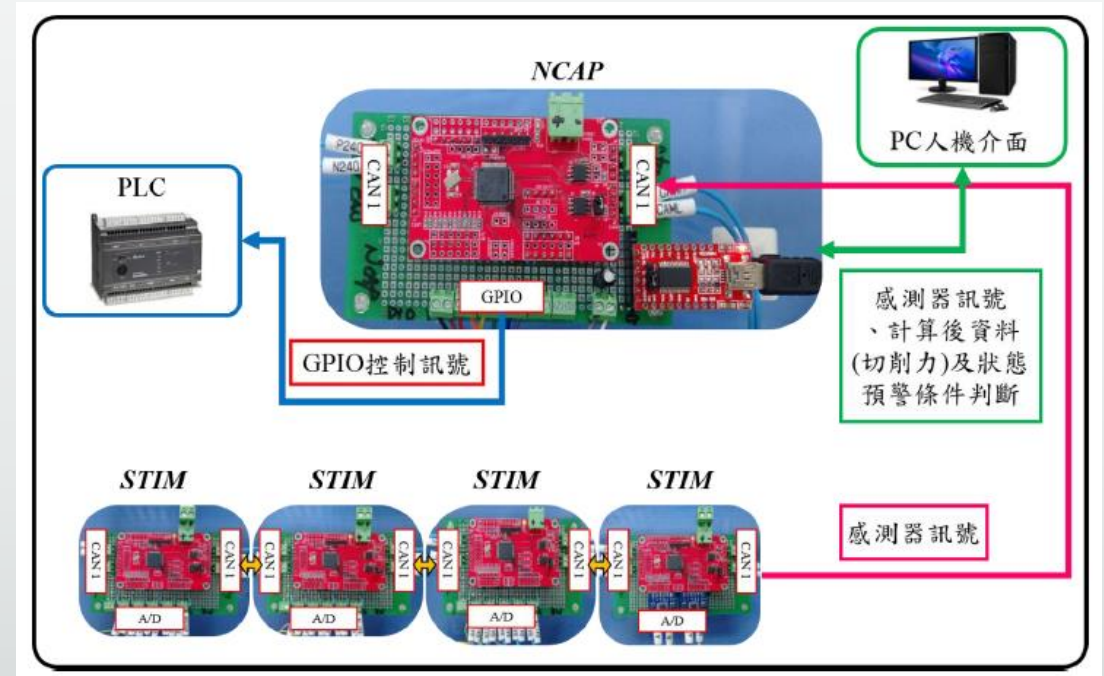 NCAP
PC人機介面
PLC
P240
N240
CAN 1
CAN 1
CAML
GPIO
GPIO控制訊號
感測器訊號
、計算後資料
(切削力)及狀態
預警條件判斷
STIM
STIM
STIM
STIM
CAN 1
CAN 1
CAN 1
CAN 1
CAN 1
CAN 1
CAN 1
CAN 1
A/D
A/D
A/D
A/D
感測器訊號